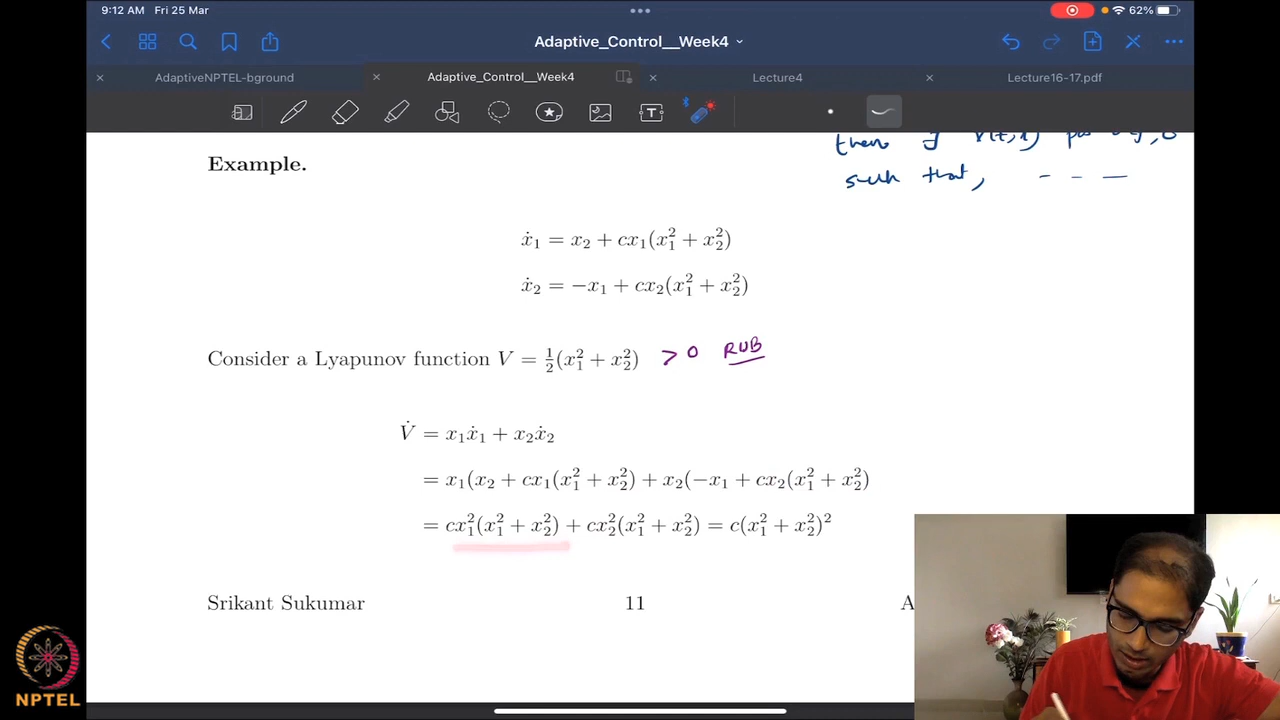 9:12 AM Fri 25 Mar
62%
Adaptive_Control__Week4
AdaptiveNPTEL-bground
Adaptive_Control__Week4
Lecture4
Lecture16-17.pdf
T
then
such that, - - -
Example.
ẋ₁ = x₂ + cx₁(x₁² + x₂²)
ẋ₂ = −x₁ + cx₂(x₁² + x₂²)
Consider a Lyapunov function V = ½(x₁² + x₂²) > 0 RUB
V̇ = x₁ẋ₁ + x₂ẋ₂
= x₁(x₂ + cx₁(x₁² + x₂²) + x₂(−x₁ + cx₂(x₁² + x₂²)
= cx₁²(x₁² + x₂²) + cx₂²(x₁² + x₂²) = c(x₁² + x₂²)²
Srikant Sukumar 11 A
NPTEL